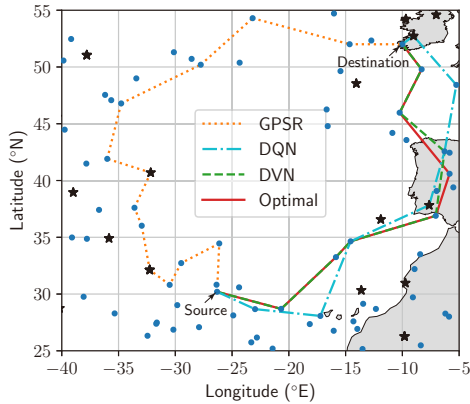 55
50
45
40
35
30
25
Latitude (°N)
Destination
GPSR
DQN
DVN
Optimal
Source
−40 −35 −30 −25 −20 −15 −10 −5
Longitude (°E)